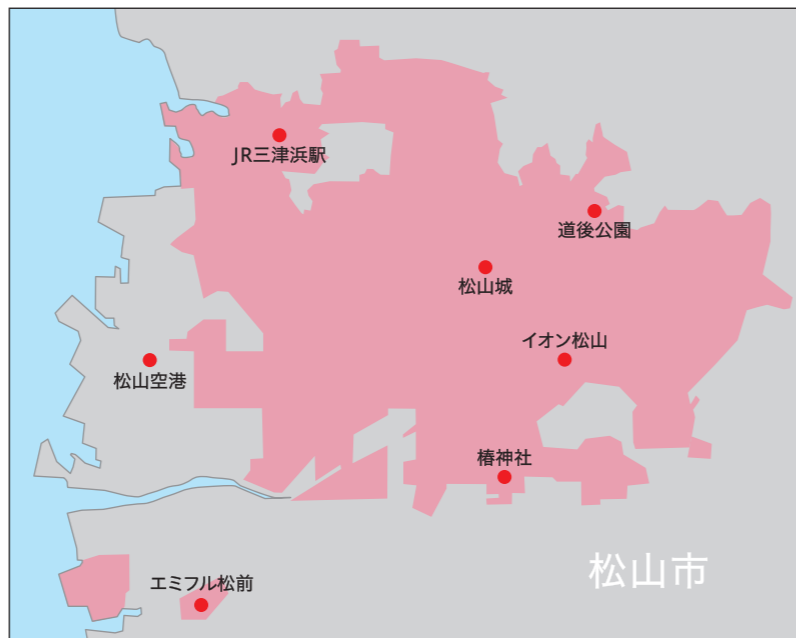 JR三津浜駅
道後公園
松山城
イオン松山
松山空港
椿神社
松山市
エミフル松前